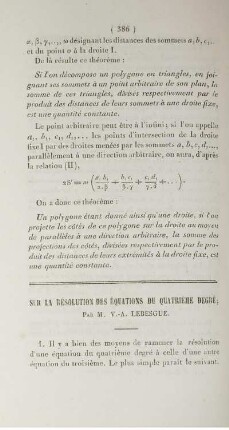 ( 386 )
α, β, γ,..., ω désignant les distances des sommets a, b, c,..
et du point o à la droite I.
De là résulte ce théorème :
Si l'on décompose un polygone en triangles, en joi-
gnant ses sommets à un point arbitraire de son plan, la
somme de ces triangles, divisés respectivement par le
produit des distances de leurs sommets à une droite fixe,
est une quantité constante.
Le point arbitraire peut être à l'infini; si l'on appelle
a₁, b₁, c₁, d₁,... les points d'intersection de la droite
fixe I par des droites menées par les sommets a, b, c, d,...,
parallèlement à une direction arbitraire, on aura, d'après
la relation (II),
On a donc ce théorème :
Un polygone étant donné ainsi qu'une droite, si l'on
projette les côtés de ce polygone sur la droite au moyen
de parallèles à une direction arbitraire, la somme des
projections des côtés, divisées respectivement par le pro-
duit des distances de leurs extrémités à la droite fixe, est
une quantité constante.
SUR LA RÉSOLUTION DES ÉQUATIONS DU QUATRIÈME DEGRÉ;
PAR M. V.-A. LEBESGUE.
1. Il y a bien des moyens de ramener la résolution
d'une équation du quatrième degré à celle d'une autre
équation du troisième. Le plus simple paraît le suivant.